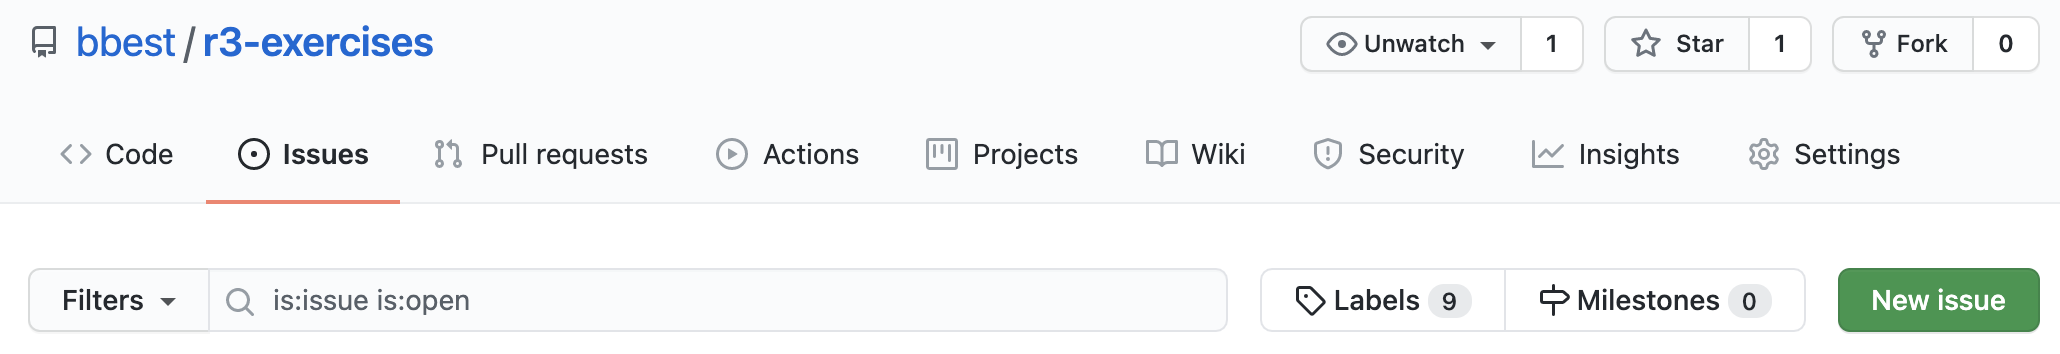 bbest / r3-exercises Unwatch 1 Star 1 Fork 0
Code Issues Pull requests Actions Projects Wiki Security Insights Settings
Filters is:issue is:open Labels 9 Milestones 0 New issue